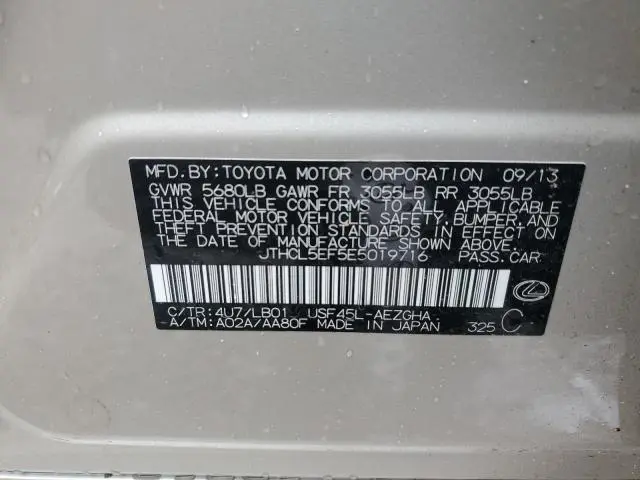 MFD. BY: TOYOTA MOTOR CORPORATION 09/13
GVWR 5680LB GAWR FR 3055LB RR 3055LB
THIS VEHICLE CONFORMS TO ALL APPLICABLE
FEDERAL MOTOR VEHICLE SAFETY, BUMPER, AND
THEFT PREVENTION STANDARDS IN EFFECT ON
THE DATE OF MANUFACTURE SHOWN ABOVE.
JTHCL5EF5E5019716 PASS. CAR
C/TR: 4U7/LB01 USF45L-AEZGHA
A/TM: A02A/AA80F MADE IN JAPAN 325 C